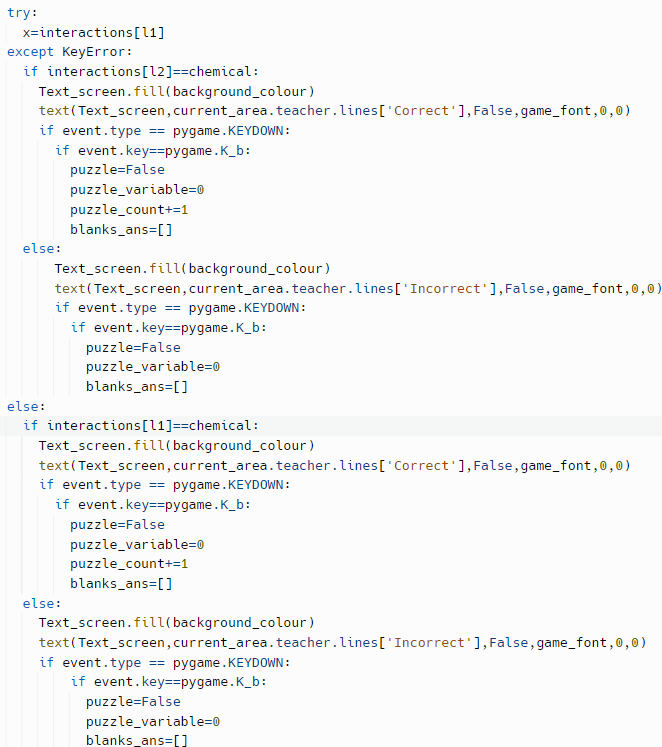 try:
  x=interactions[l1]
except KeyError:
  if interactions[l2]==chemical:
    Text_screen.fill(background_colour)
    text(Text_screen,current_area.teacher.lines['Correct'],False,game_font,0,0)
    if event.type == pygame.KEYDOWN:
      if event.key==pygame.K_b:
        puzzle=False
        puzzle_variable=0
        puzzle_count+=1
        blanks_ans=[]
  else:
      Text_screen.fill(background_colour)
      text(Text_screen,current_area.teacher.lines['Incorrect'],False,game_font,0,0)
      if event.type == pygame.KEYDOWN:
        if event.key==pygame.K_b:
          puzzle=False
          puzzle_variable=0
          blanks_ans=[]
else:
  if interactions[l1]==chemical:
    Text_screen.fill(background_colour)
    text(Text_screen,current_area.teacher.lines['Correct'],False,game_font,0,0)
    if event.type == pygame.KEYDOWN:
      if event.key==pygame.K_b:
        puzzle=False
        puzzle_variable=0
        puzzle_count+=1
        blanks_ans=[]
  else:
    Text_screen.fill(background_colour)
    text(Text_screen,current_area.teacher.lines['Incorrect'],False,game_font,0,0)
    if event.type == pygame.KEYDOWN:
        if event.key==pygame.K_b:
          puzzle=False
          puzzle_variable=0
          blanks_ans=[]